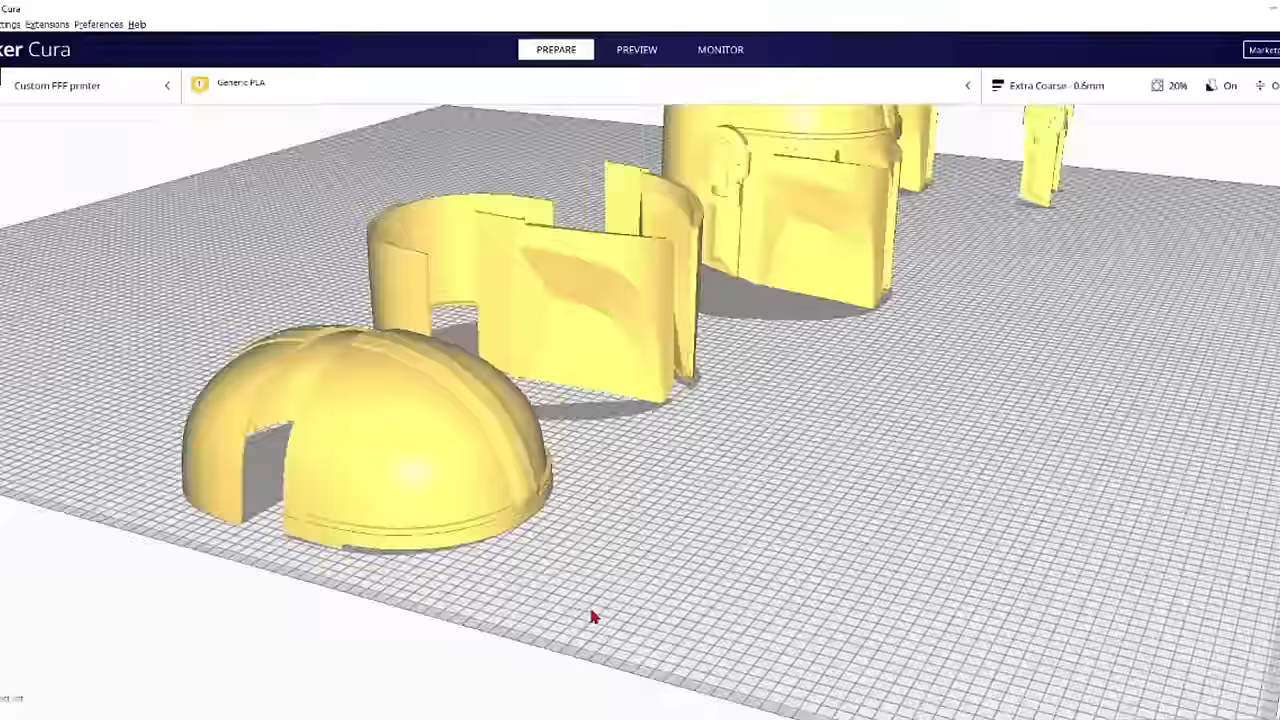 Cura
ttings Extensions Preferences Help
ker Cura
PREPARE
PREVIEW
MONITOR
Marketp
Custom FFF printer
1
Generic PLA
Extra Coarse - 0.6mm
20%
On
O